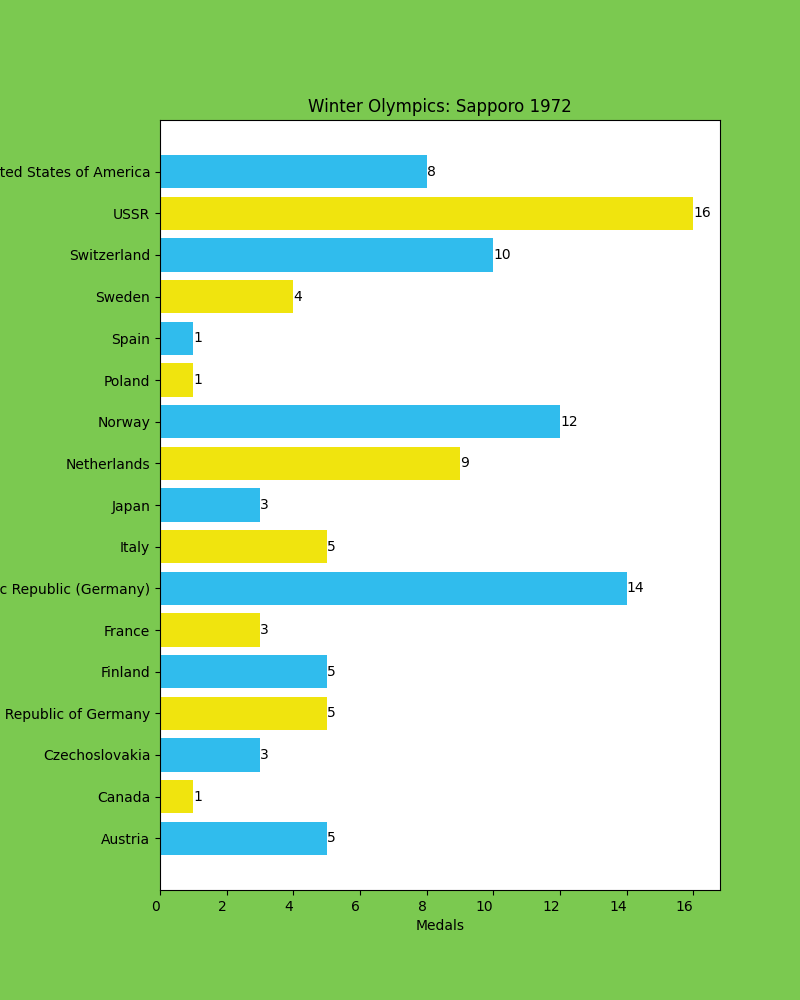 Winter Olympics: Sapporo 1972
States of America 8
USSR 16
Switzerland 10
Sweden 4
Spain 1
Poland 1
Norway 12
Netherlands 9
Japan 3
Italy 5
Republic (Germany) 14
France 3
Finland 5
Republic of Germany 5
Czechoslovakia 3
Canada 1
Austria 5
0 2 4 6 8 10 12 14 16
Medals